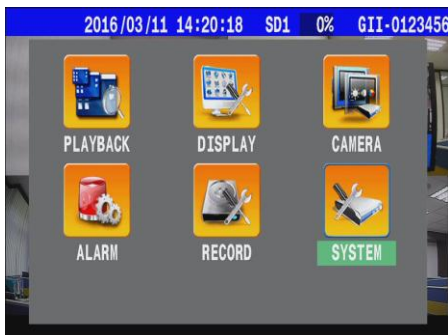 2016/03/11 14:20:18 SD1 0% GII-0123456
PLAYBACK DISPLAY CAMERA
ALARM RECORD SYSTEM